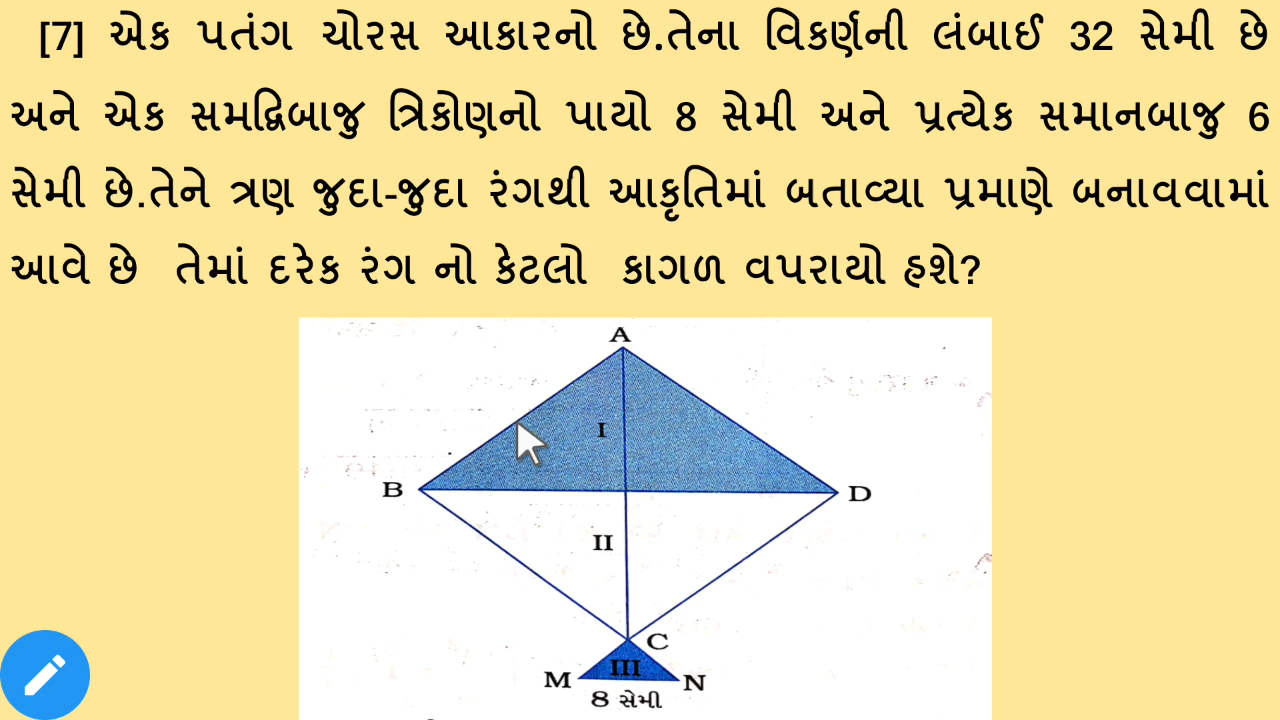 [7] એક પતંગ ચોરસ આકારનો છે.તેના વિકર્ણની લંબાઈ 32 સેમી છે
અને એક સમદ્વિબાજુ ત્રિકોણનો પાયો 8 સેમી અને પ્રત્યેક સમાનબાજુ 6
સેમી છે.તેને ત્રણ જુદા-જુદા રંગથી આકૃતિમાં બતાવ્યા પ્રમાણે બનાવવામાં
આવે છે તેમાં દરેક રંગ નો કેટલો કાગળ વપરાયો હશે?
A
I
B
D
II
C
III
M
N
8 સેમી